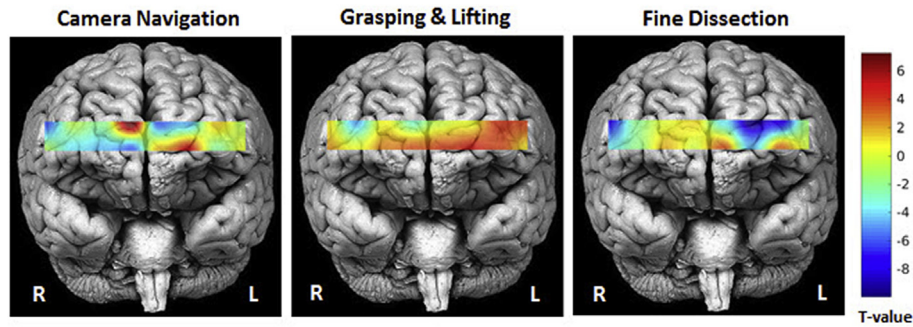 Camera Navigation
Grasping & Lifting
Fine Dissection
R
L
R
L
R
L
6
4
2
0
-2
-4
-6
-8
T-value